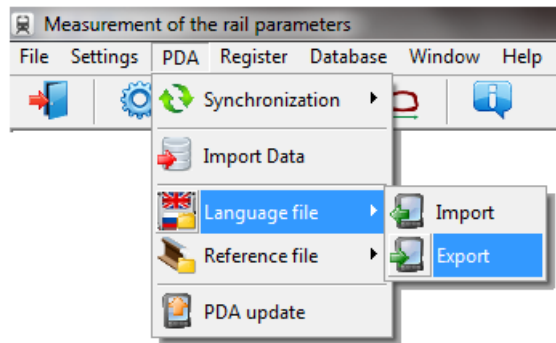 Measurement of the rail parameters
File Settings PDA Register Database Window Help
Synchronization
Import Data
Language file
Import
Reference file
Export
PDA update